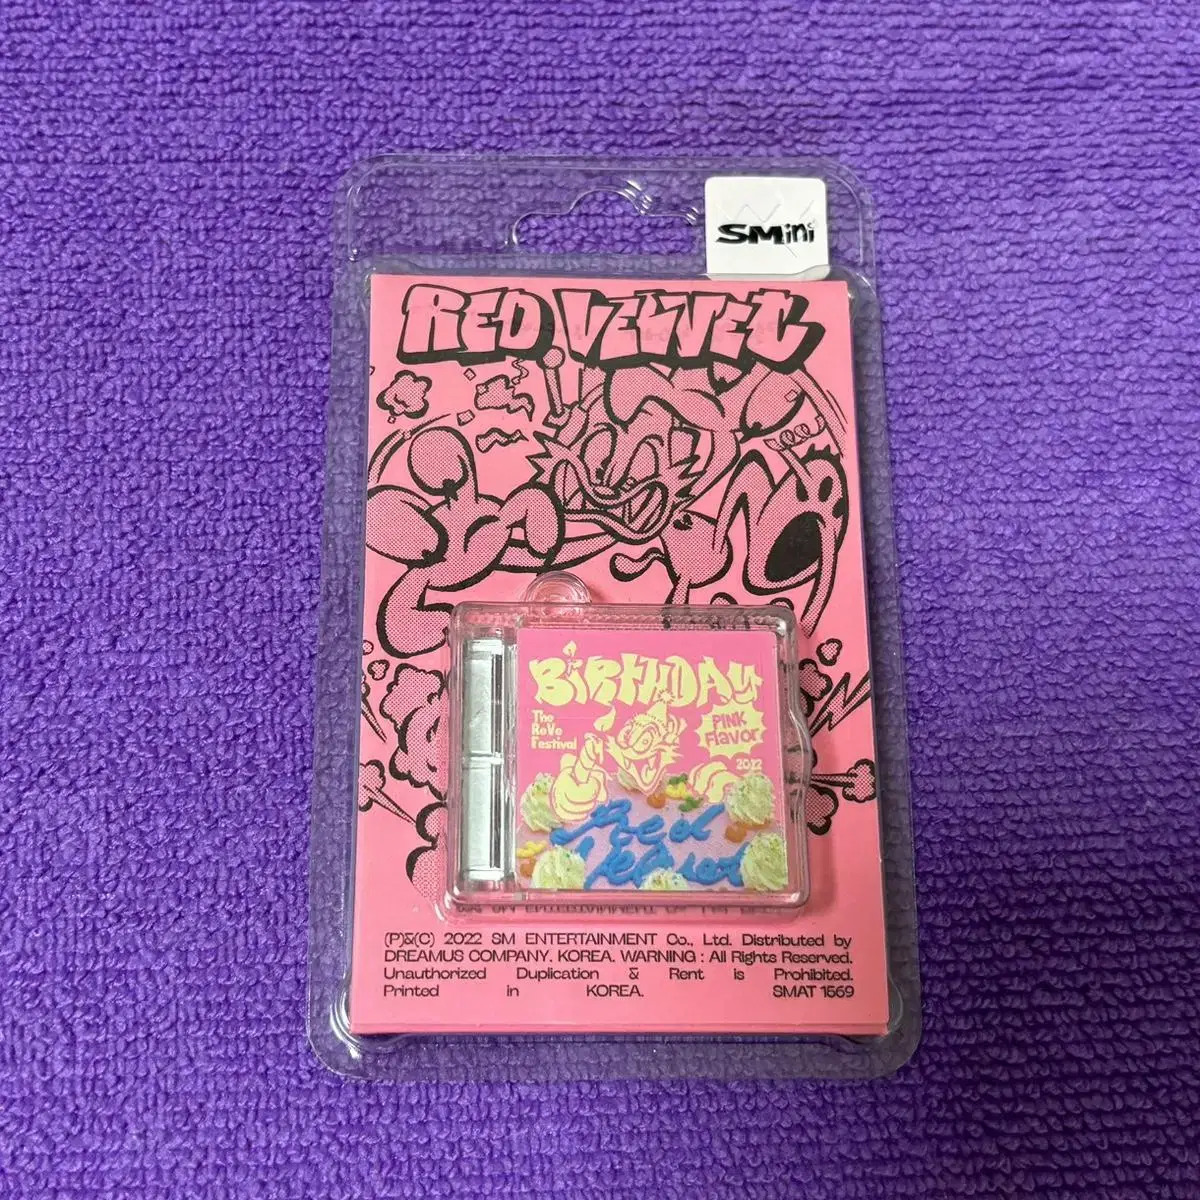 SMini
RED VELVET
BiRTHDAY
The
ReVe
Festival
PINK
Flavor
2022
Red
Velvet
(P)&(C) 2022 SM ENTERTAINMENT Co., Ltd. Distributed by
DREAMUS COMPANY. KOREA. WARNING : All Rights Reserved.
Unauthorized Duplication & Rent is Prohibited.
Printed in KOREA. SMAT 1569